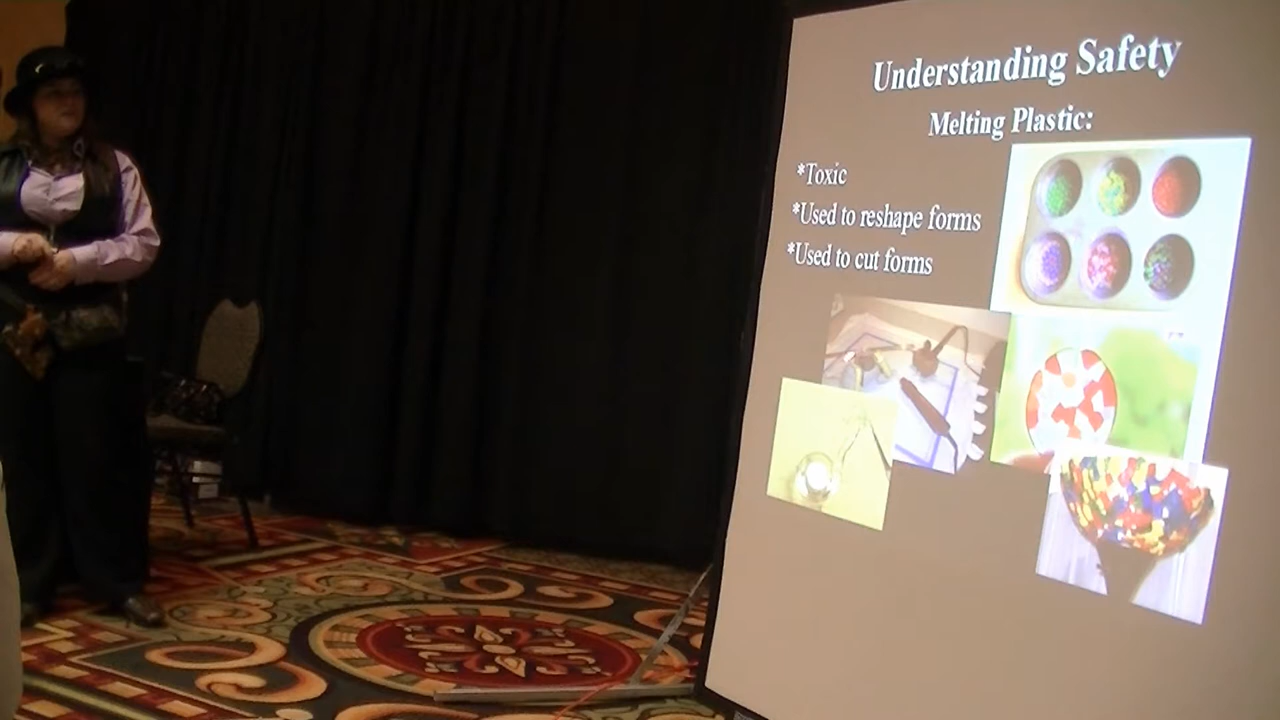 Understanding Safety
Melting Plastic:
*Toxic
*Used to reshape forms
*Used to cut forms